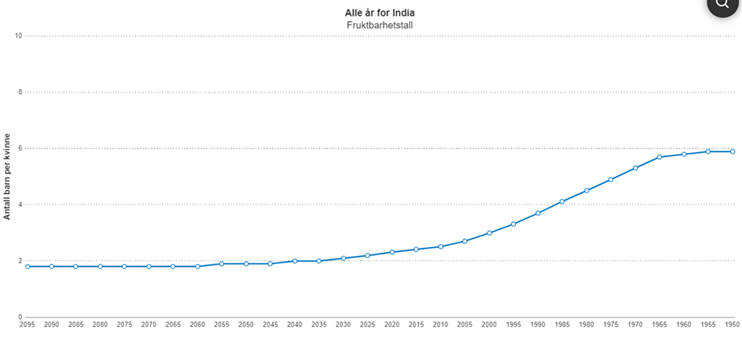 Alle år for India
Fruktbarhetstall
10
8
6
4
2
0
Antall barn per kvinne
2095 2090 2085 2080 2075 2070 2065 2060 2055 2050 2045 2040 2035 2030 2025 2020 2015 2010 2005 2000 1995 1990 1985 1980 1975 1970 1965 1960 1955 1950